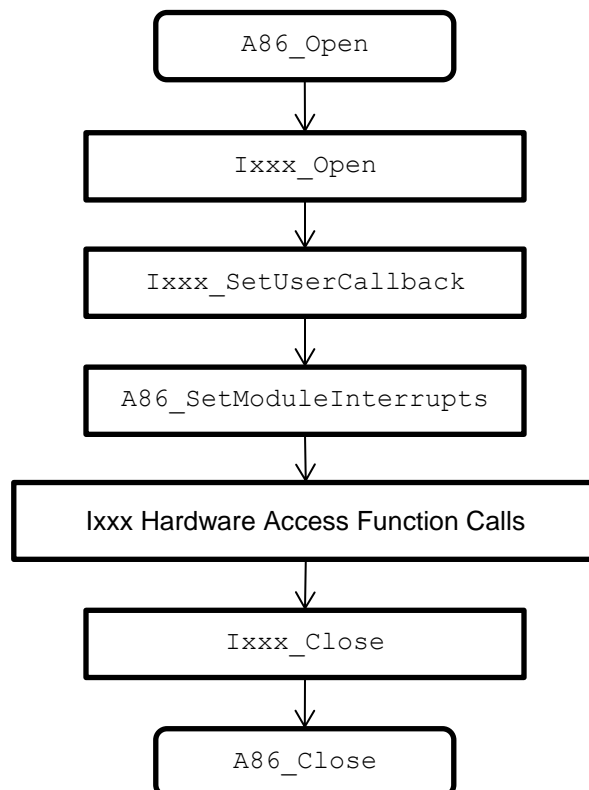 A86_Open
Ixxx_Open
Ixxx_SetUserCallback
A86_SetModuleInterrupts
Ixxx Hardware Access Function Calls
Ixxx_Close
A86_Close